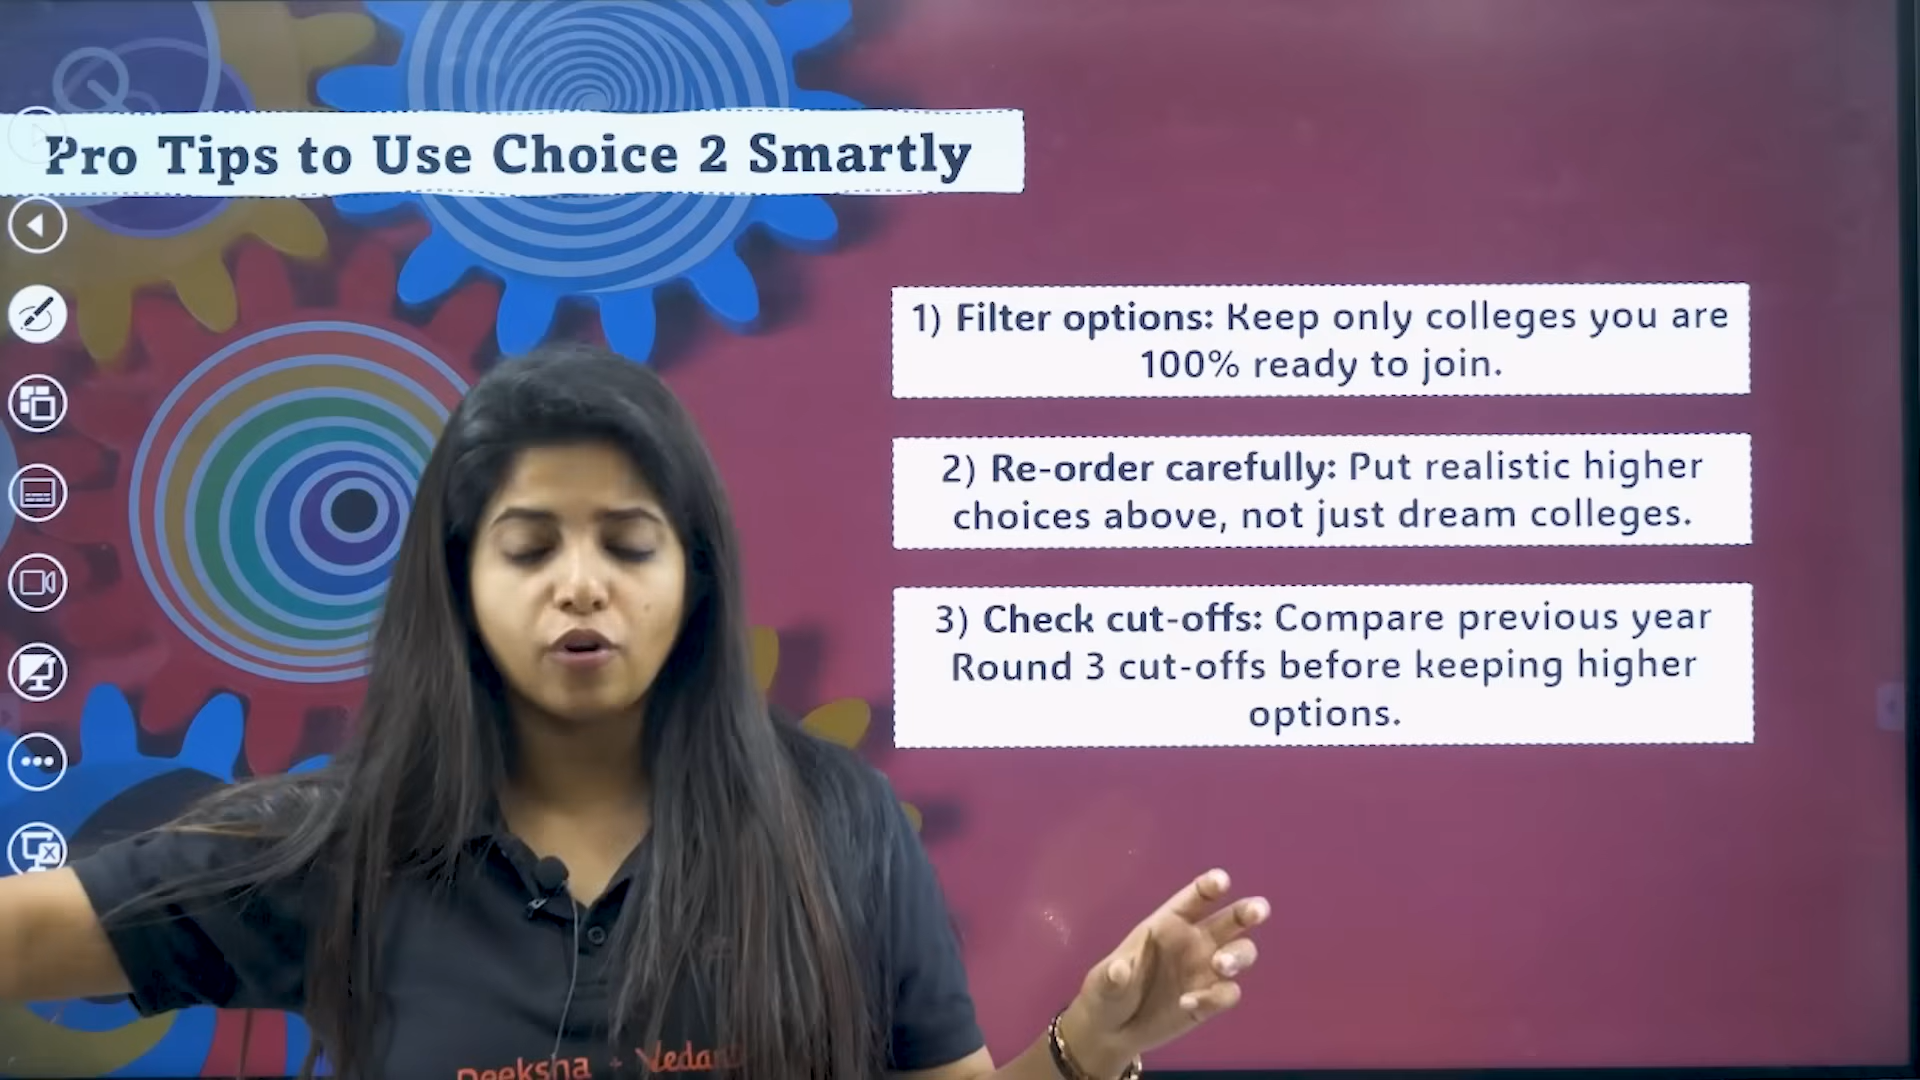 Pro Tips to Use Choice 2 Smartly
1) Filter options: Keep only colleges you are
100% ready to join.
2) Re-order carefully: Put realistic higher
choices above, not just dream colleges.
3) Check cut-offs: Compare previous year
Round 3 cut-offs before keeping higher
options.
Deeksha + Vedantu